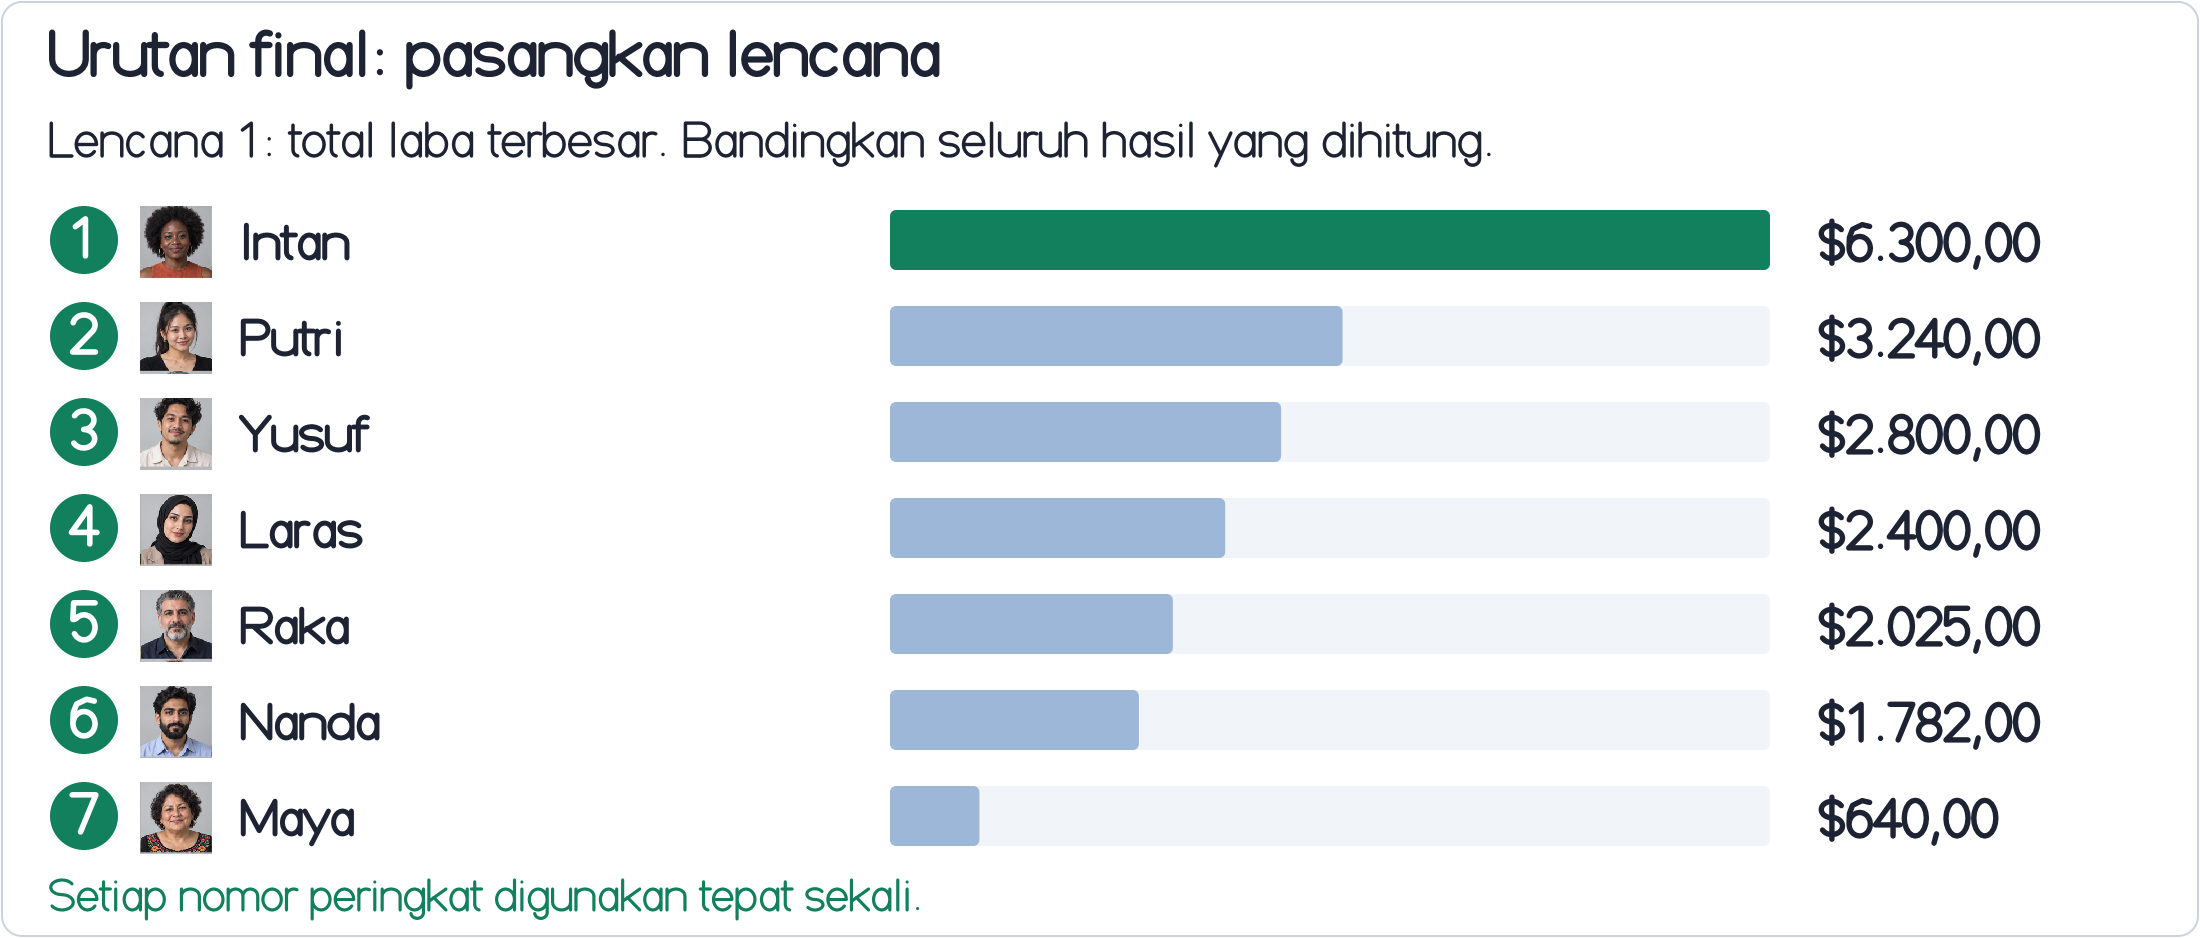 Urutan final: pasangkan lencana
Lencana 1: total laba terbesar. Bandingkan seluruh hasil yang dihitung.
1 Intan $6.300,00
2 Putri $3.240,00
3 Yusuf $2.800,00
4 Laras $2.400,00
5 Raka $2.025,00
6 Nanda $1.782,00
7 Maya $640,00
Setiap nomor peringkat digunakan tepat sekali.